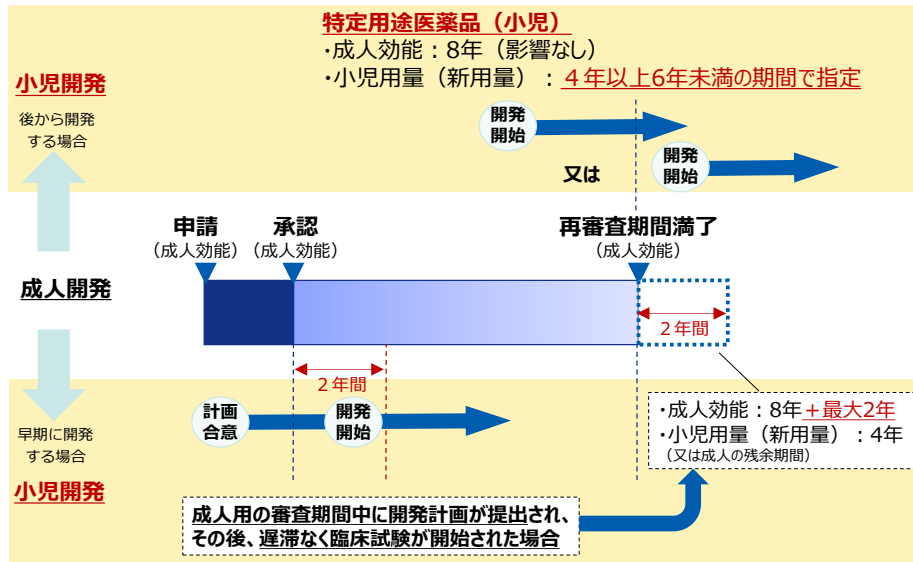 特定用途医薬品（小児）
・成人効能：8年（影響なし）
・小児用量（新用量）：４年以上6年未満の期間で指定
小児開発
後から開発
する場合
開発
開始
又は
開発
開始
申請
（成人効能）
承認
（成人効能）
再審査期間満了
（成人効能）
成人開発
２年間
２年間
計画
合意
開発
開始
早期に開発
する場合
小児開発
・成人効能：8年＋最大2年
・小児用量（新用量）：4年
（又は成人の残余期間）
成人用の審査期間中に開発計画が提出され、
その後、遅滞なく臨床試験が開始された場合